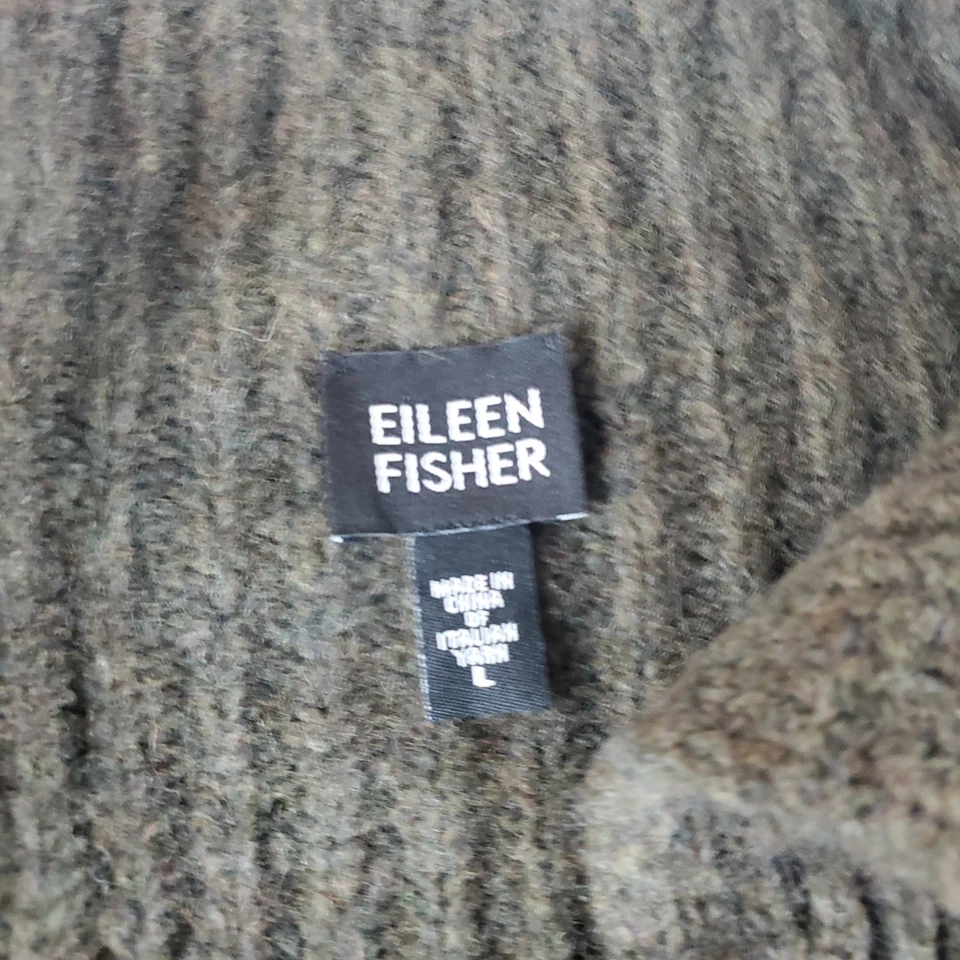 EILEEN
FISHER
MADE IN
CHINA
OF
ITALIAN
YARN
L